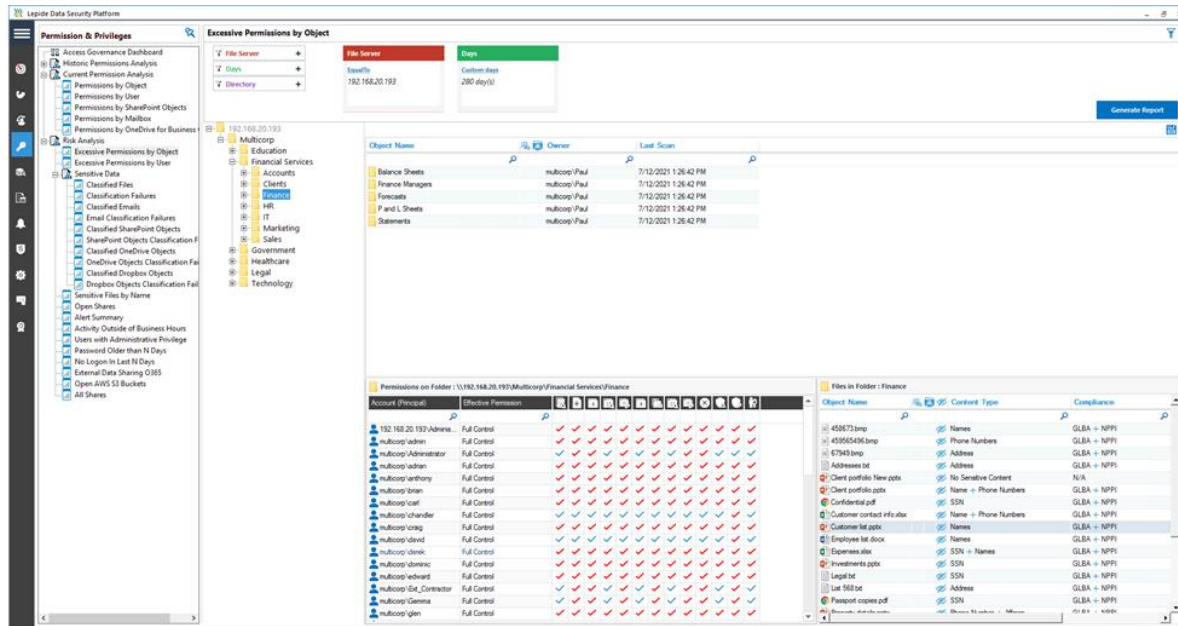 Lepide Data Security Platform
Permission & Privileges
Access Governance Dashboard
Historic Permissions Analysis
Current Permission Analysis
Permissions by Object
Permissions by User
Permissions by SharePoint Objects
Permissions by Mailbox
Permissions by OneDrive for Business
Risk Analysis
Excessive Permissions by Object
Excessive Permissions by User
Sensitive Data
Classified Files
Classification Failures
Classified Emails
Email Classification Failures
Classified SharePoint Objects
SharePoint Objects Classification F
Classified OneDrive Objects
OneDrive Objects Classification Fai
Classified Dropbox Objects
Dropbox Objects Classification Fail
Sensitive Files by Name
Open Shares
Alert Summary
Activity Outside of Business Hours
Users with Administrative Privilege
Password Older than N Days
No Logon In Last N Days
External Data Sharing O365
Open AWS S3 Buckets
All Shares
Excessive Permissions by Object
File Server +
Days +
Directory +
File Server
EqualTo
192.168.20.193
Days
Custom days
280 day(s)
Generate Report
192.168.20.193
Multicorp
Education
Financial Services
Accounts
Clients
Finance
HR
IT
Marketing
Sales
Government
Healthcare
Legal
Technology
Object Name Owner Last Scan
Balance Sheets multicorp\Paul 7/12/2021 1:26:42 PM
Finance Managers multicorp\Paul 7/12/2021 1:26:42 PM
Forecasts multicorp\Paul 7/12/2021 1:26:42 PM
P and L Sheets multicorp\Paul 7/12/2021 1:26:42 PM
Statements multicorp\Paul 7/12/2021 1:26:42 PM
Permissions on Folder : \\192.168.20.193\Multicorp\Financial Services\Finance
Account (Principal) Effective Permission
192.168.20.193\Adminis... Full Control
multicorp\admin Full Control
multicorp\Administrator Full Control
multicorp\adrian Full Control
multicorp\anthony Full Control
multicorp\brian Full Control
multicorp\carl Full Control
multicorp\chandler Full Control
multicorp\craig Full Control
multicorp\david Full Control
multicorp\derek Full Control
multicorp\dominic Full Control
multicorp\edward Full Control
multicorp\Ext_Contractor Full Control
multicorp\Gemma Full Control
multicorp\glen Full Control
Files in Folder : Finance
Object Name Content Type Compliance
458673.bmp Names GLBA + NPPI
459565496.bmp Phone Numbers GLBA + NPPI
67949.bmp Address GLBA + NPPI
Addresses.txt Address GLBA + NPPI
Client portfolio New.pptx No Sensitive Content N/A
Client portfolio.pptx Name + Phone Numbers GLBA + NPPI
Confidential.pdf SSN GLBA + NPPI
Customer contact info.xlsx Name + Phone Numbers GLBA + NPPI
Customer list.pptx Names GLBA + NPPI
Employee list.docx Names GLBA + NPPI
Expenses.xlsx SSN + Names GLBA + NPPI
Investments.pptx SSN GLBA + NPPI
Legal.txt SSN GLBA + NPPI
List 568.txt Address GLBA + NPPI
Passport copies.pdf SSN GLBA + NPPI